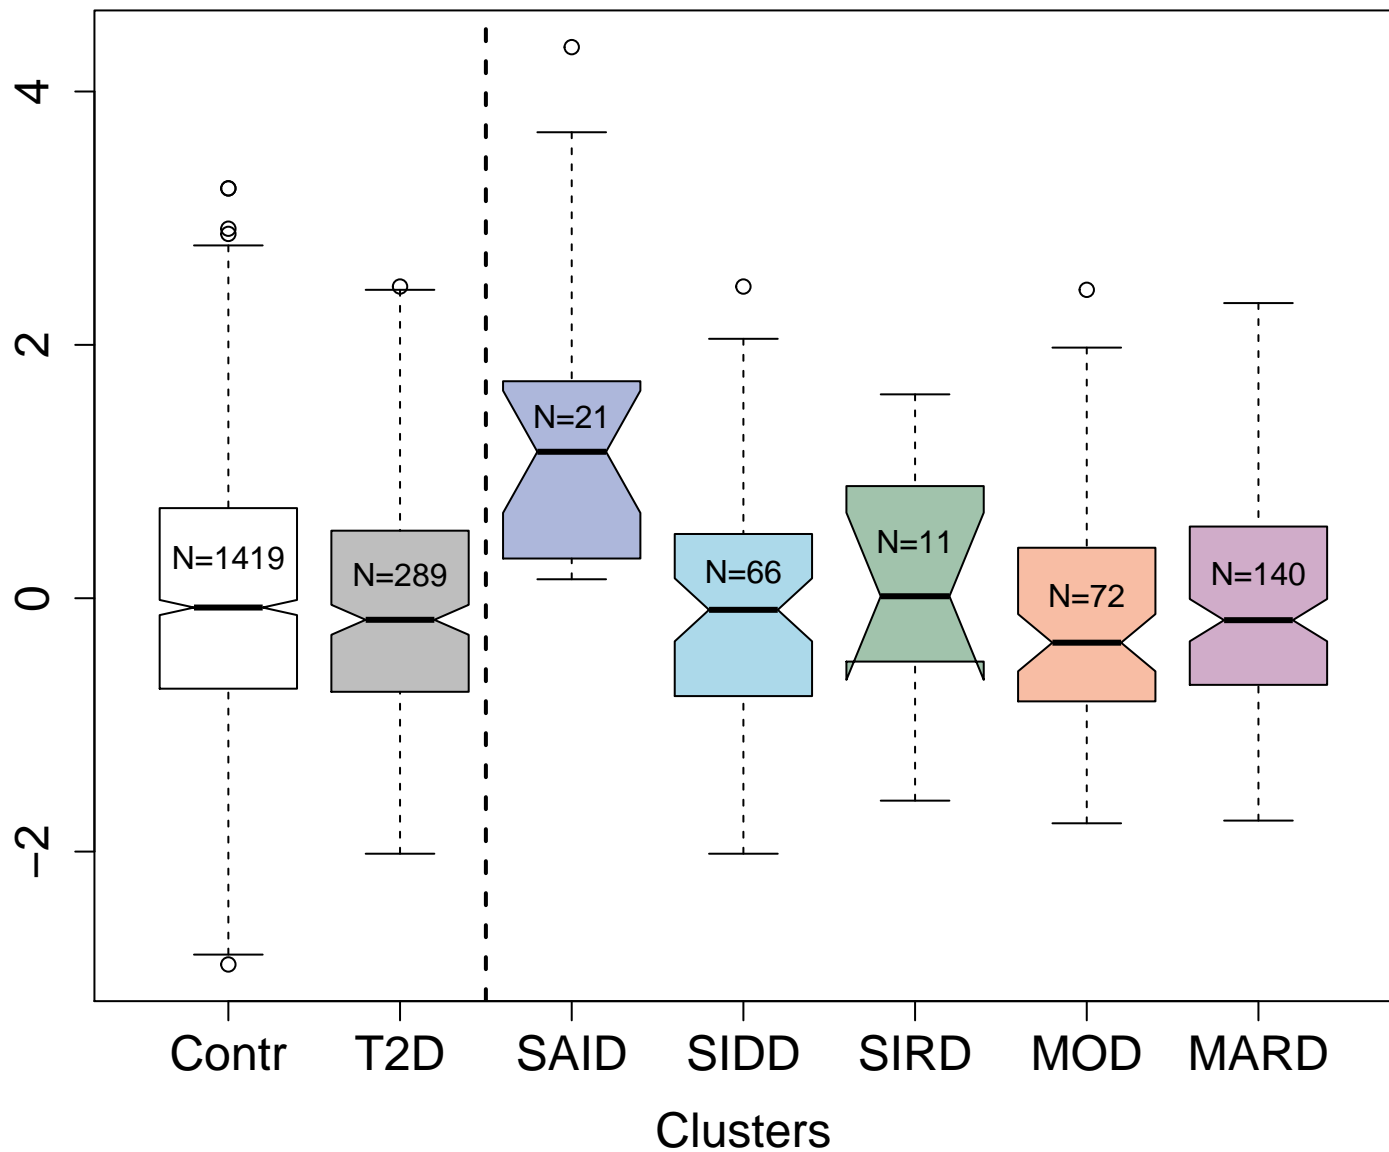 4
2
0
−2
N=1419
N=289
N=21
N=66
N=11
N=72
N=140
Contr T2D SAID SIDD SIRD MOD MARD
Clusters